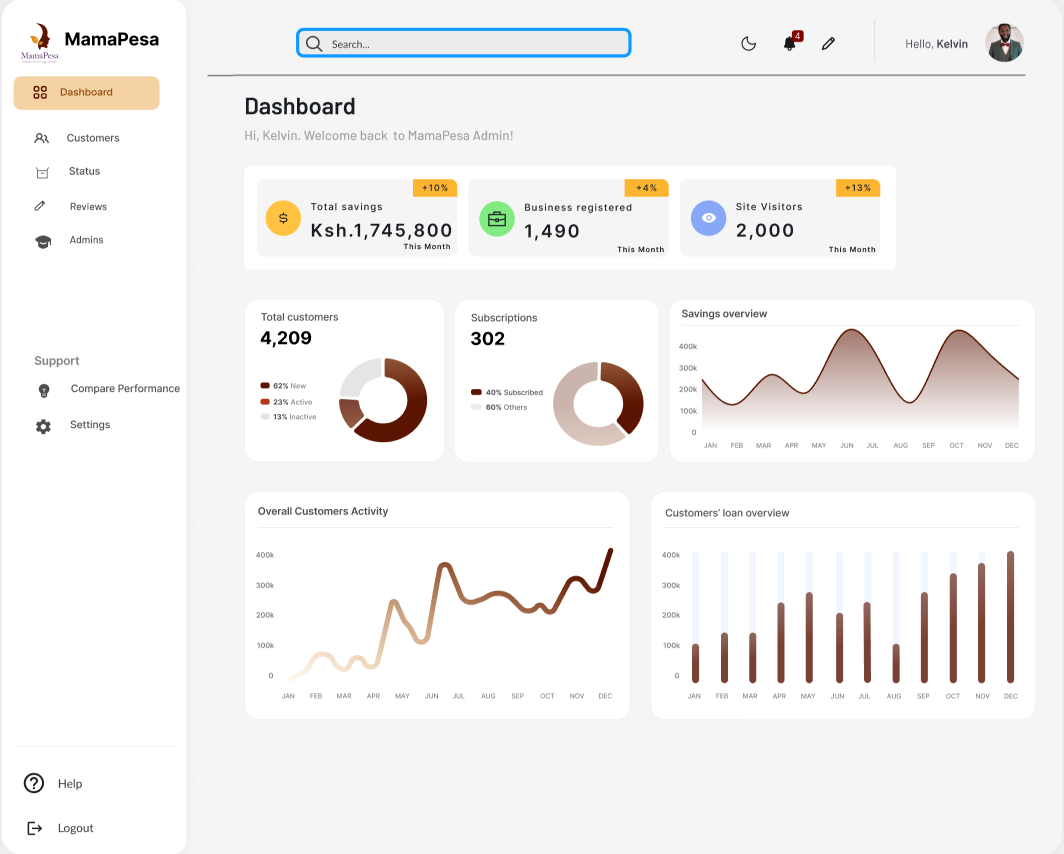 MamaPesa
MamaPesa
Search...
4
Hello, Kelvin
Dashboard
Customers
Status
Reviews
Admins
Support
Compare Performance
Settings
Help
Logout
Dashboard
Hi, Kelvin. Welcome back to MamaPesa Admin!
+10%
Total savings
Ksh.1,745,800
This Month
+4%
Business registered
1,490
This Month
+13%
Site Visitors
2,000
This Month
Total customers
4,209
62% New
23% Active
13% Inactive
Subscriptions
302
40% Subscribed
60% Others
Savings overview
400k
300k
200k
100k
0
JAN FEB MAR APR MAY JUN JUL AUG SEP OCT NOV DEC
Overall Customers Activity
400k
300k
200k
100k
0
JAN FEB MAR APR MAY JUN JUL AUG SEP OCT NOV DEC
Customers' loan overview
400k
300k
200k
100k
0
JAN FEB MAR APR MAY JUN JUL AUG SEP OCT NOV DEC